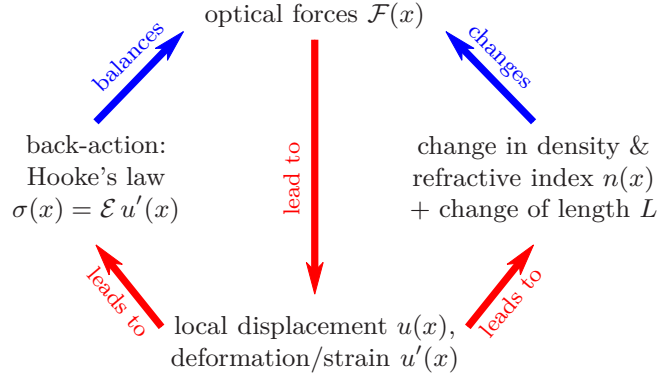 optical forces ℱ(x)
balances
changes
lead to
back-action:
Hooke's law
σ(x) = ℰ u′(x)
change in density &
refractive index n(x)
+ change of length L
leads to
leads to
local displacement u(x),
deformation/strain u′(x)